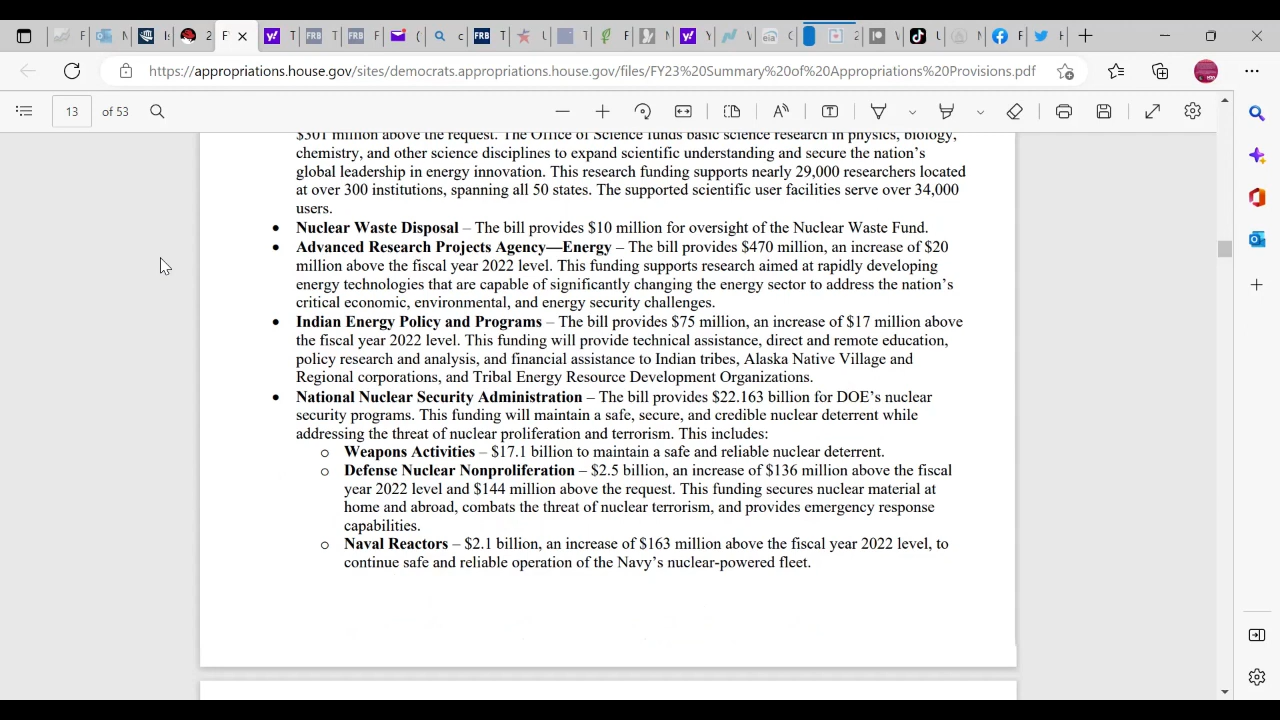 https://appropriations.house.gov/sites/democrats.appropriations.house.gov/files/FY23%20Summary%20of%20Appropriations%20Provisions.pdf
13 of 53
$301 million above the request. The Office of Science funds basic science research in physics, biology,
chemistry, and other science disciplines to expand scientific understanding and secure the nation's
global leadership in energy innovation. This research funding supports nearly 29,000 researchers located
at over 300 institutions, spanning all 50 states. The supported scientific user facilities serve over 34,000
users.
• Nuclear Waste Disposal – The bill provides $10 million for oversight of the Nuclear Waste Fund.
• Advanced Research Projects Agency—Energy – The bill provides $470 million, an increase of $20
million above the fiscal year 2022 level. This funding supports research aimed at rapidly developing
energy technologies that are capable of significantly changing the energy sector to address the nation's
critical economic, environmental, and energy security challenges.
• Indian Energy Policy and Programs – The bill provides $75 million, an increase of $17 million above
the fiscal year 2022 level. This funding will provide technical assistance, direct and remote education,
policy research and analysis, and financial assistance to Indian tribes, Alaska Native Village and
Regional corporations, and Tribal Energy Resource Development Organizations.
• National Nuclear Security Administration – The bill provides $22.163 billion for DOE's nuclear
security programs. This funding will maintain a safe, secure, and credible nuclear deterrent while
addressing the threat of nuclear proliferation and terrorism. This includes:
o Weapons Activities – $17.1 billion to maintain a safe and reliable nuclear deterrent.
o Defense Nuclear Nonproliferation – $2.5 billion, an increase of $136 million above the fiscal
year 2022 level and $144 million above the request. This funding secures nuclear material at
home and abroad, combats the threat of nuclear terrorism, and provides emergency response
capabilities.
o Naval Reactors – $2.1 billion, an increase of $163 million above the fiscal year 2022 level, to
continue safe and reliable operation of the Navy's nuclear-powered fleet.